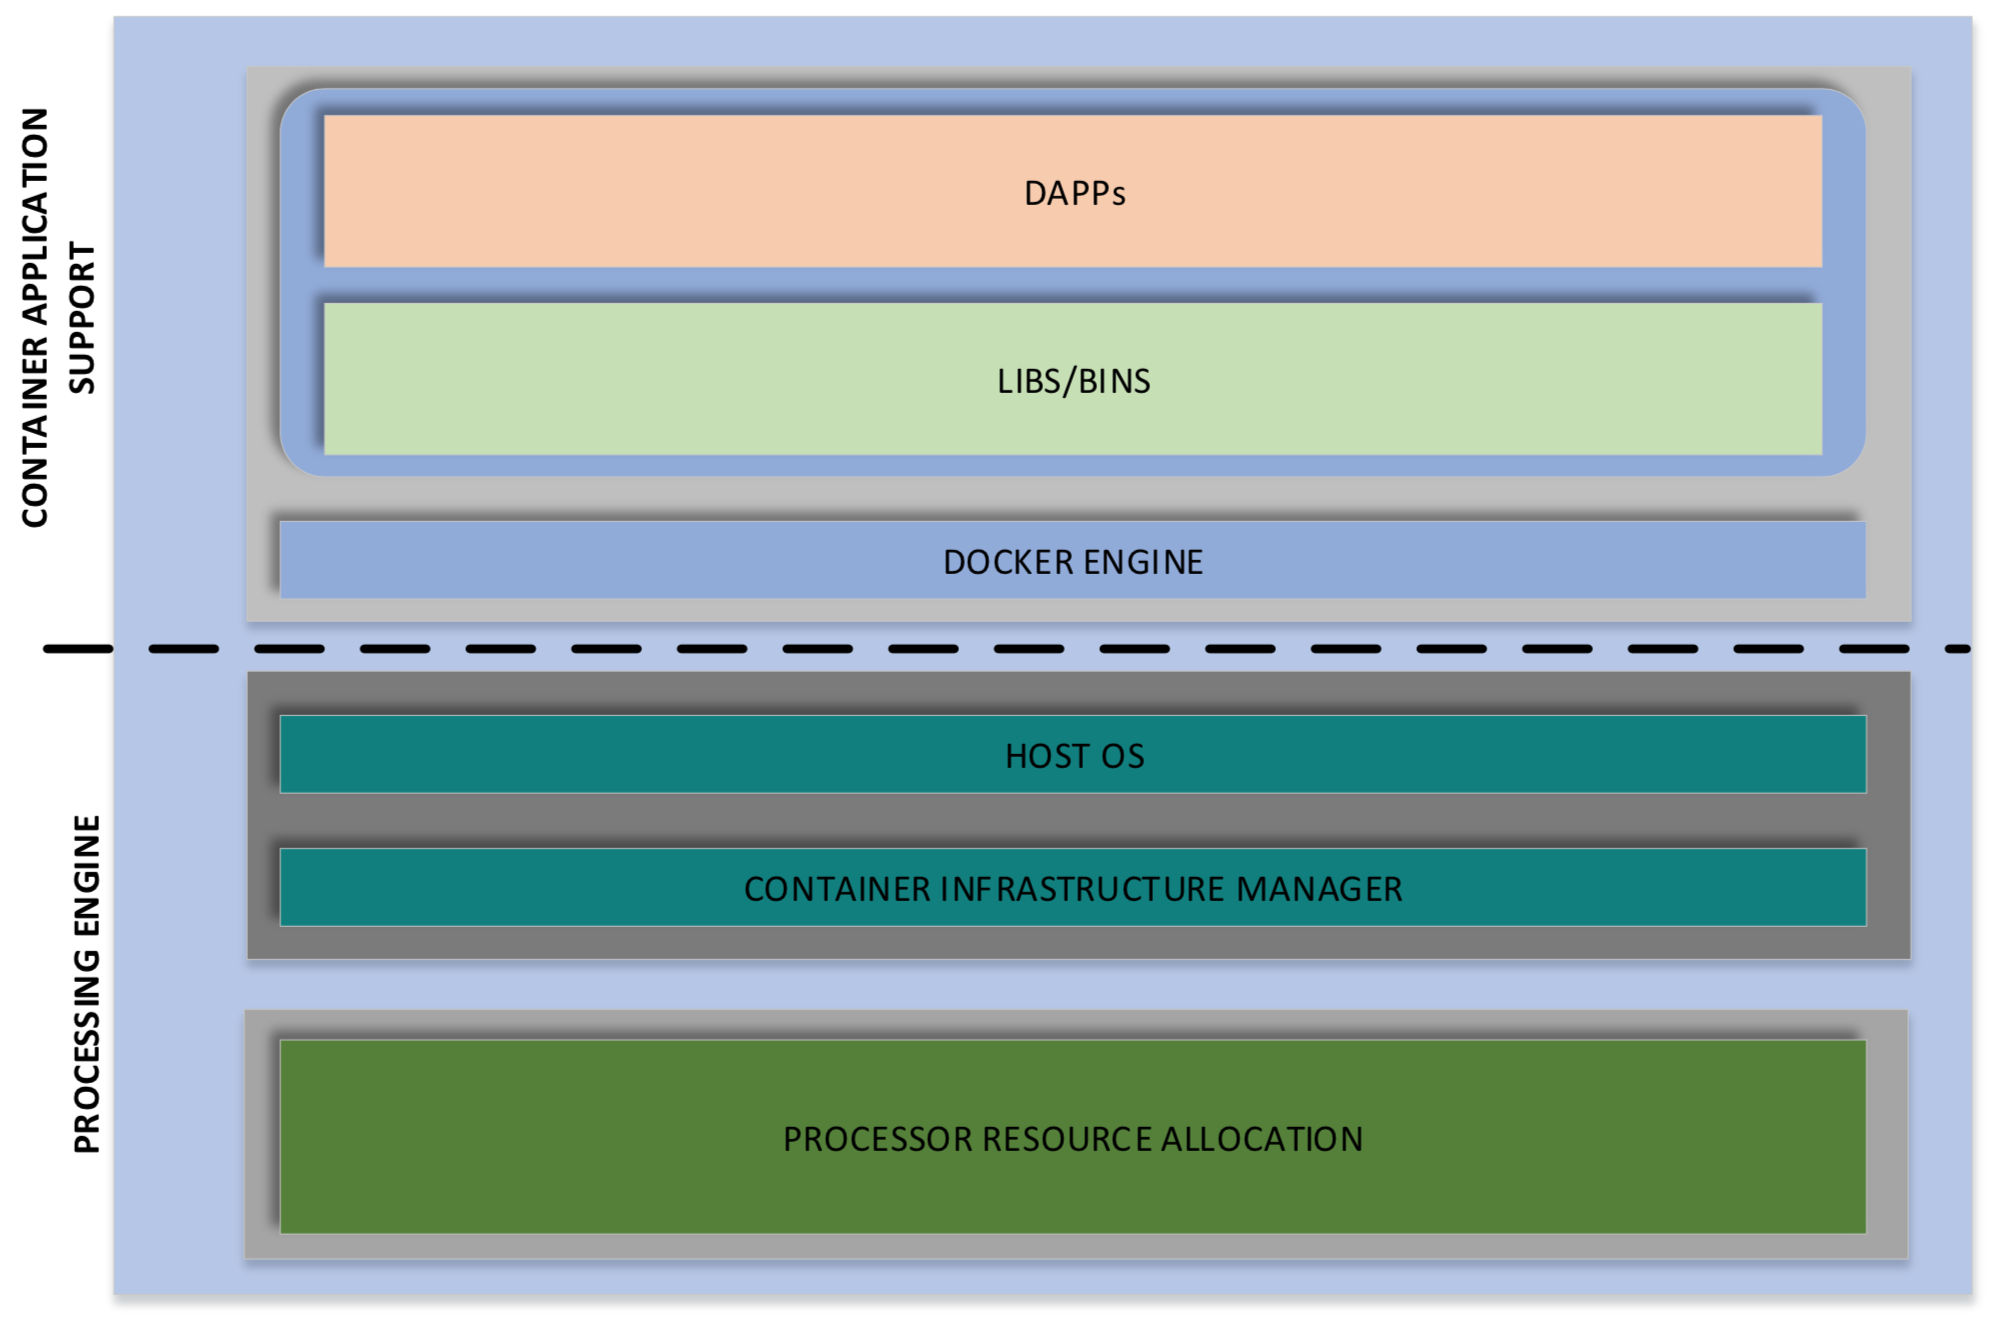 CONTAINER APPLICATION
SUPPORT
DAPPs
LIBS/BINS
DOCKER ENGINE
PROCESSING ENGINE
HOST OS
CONTAINER INFRASTRUCTURE MANAGER
PROCESSOR RESOURCE ALLOCATION